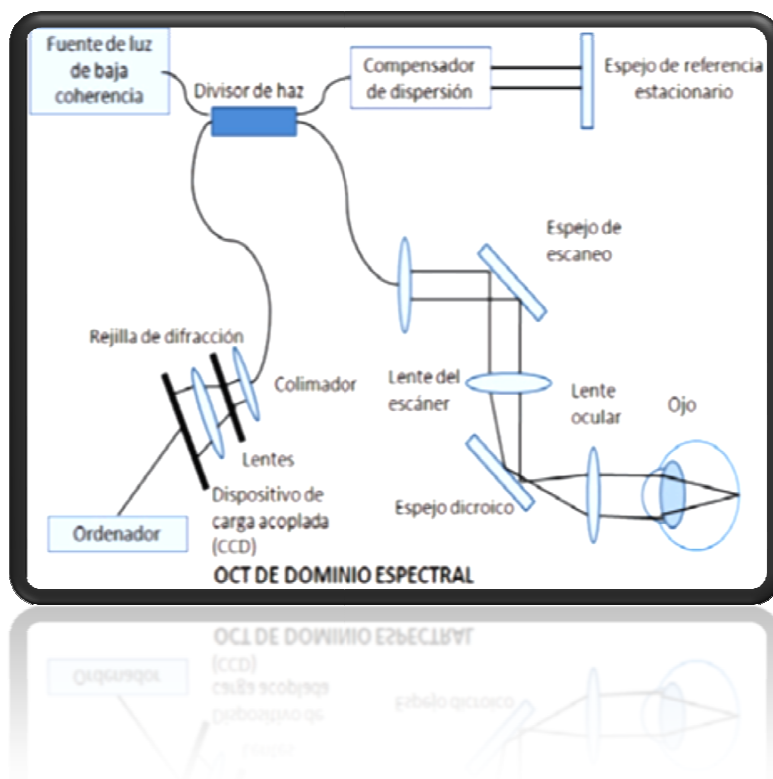 Fuente de luz
de baja
coherencia
Divisor de haz
Compensador
de dispersión
Espejo de referencia
estacionario
Espejo de
escaneo
Rejilla de difracción
Colimador
Lente del
escáner
Lente
ocular
Ojo
Lentes
Espejo dicroico
Dispositivo de
carga acoplada
(CCD)
Ordenador
OCT DE DOMINIO ESPECTRAL